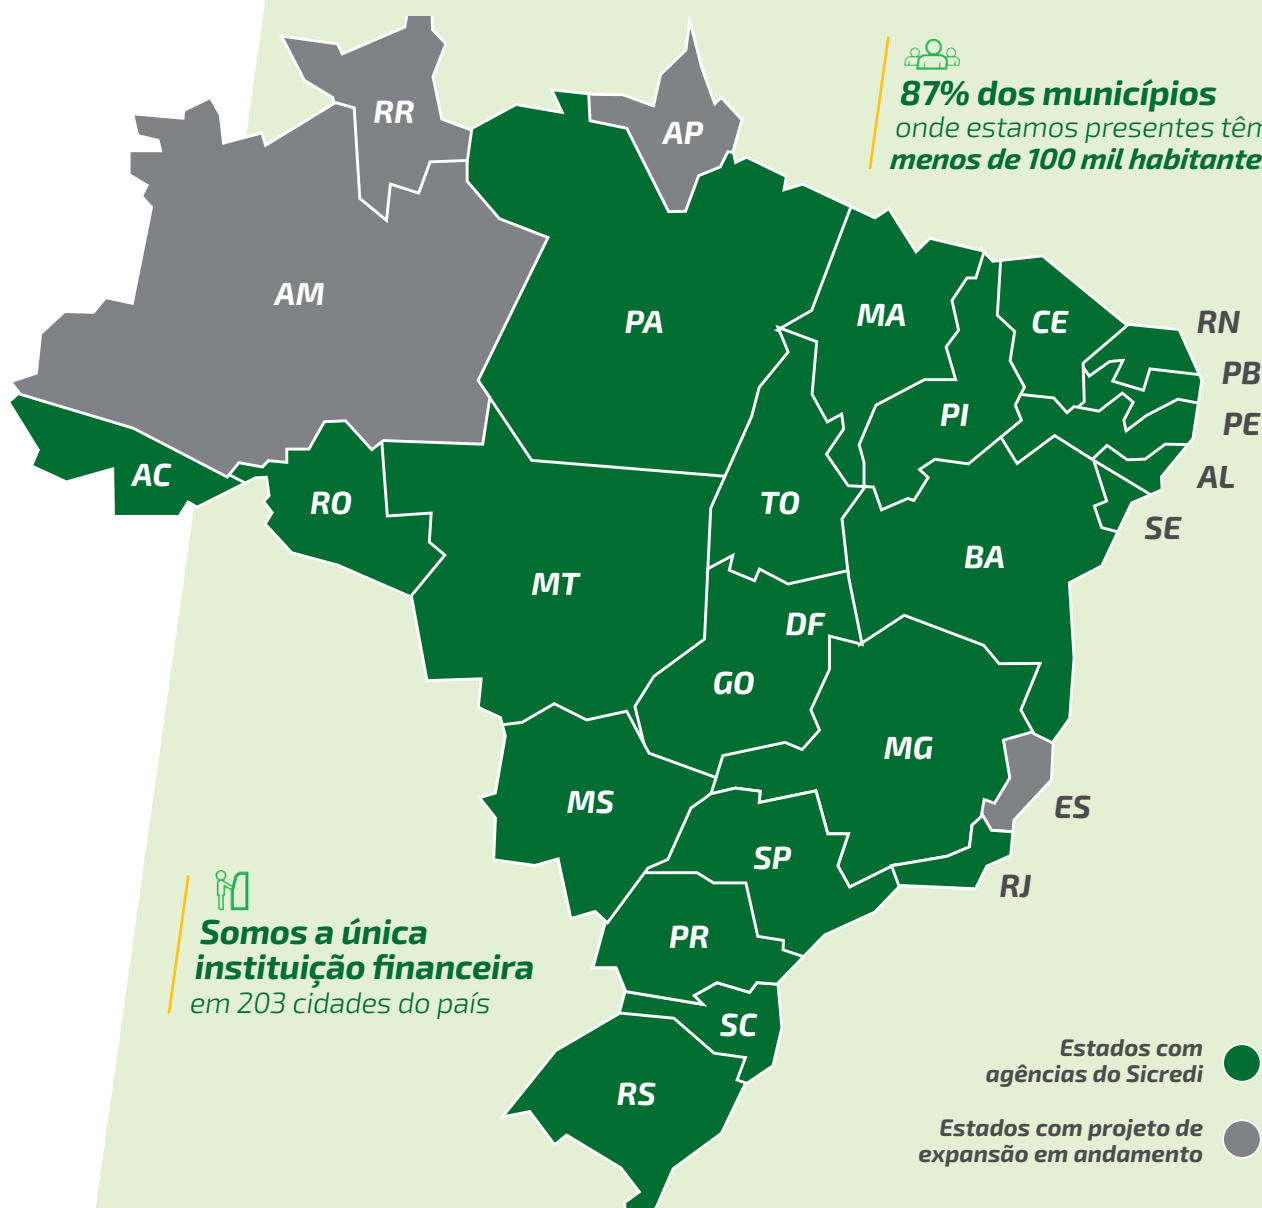 87% dos municípios
onde estamos presentes têm
menos de 100 mil habitante
RR
AP
AM
PA
MA
CE
RN
PB
PI
PE
AC
RO
TO
AL
SE
BA
MT
DF
GO
MG
MS
ES
SP
RJ
PR
SC
RS
Somos a única
instituição financeira
em 203 cidades do país
Estados com
agências do Sicredi
Estados com projeto de
expansão em andamento